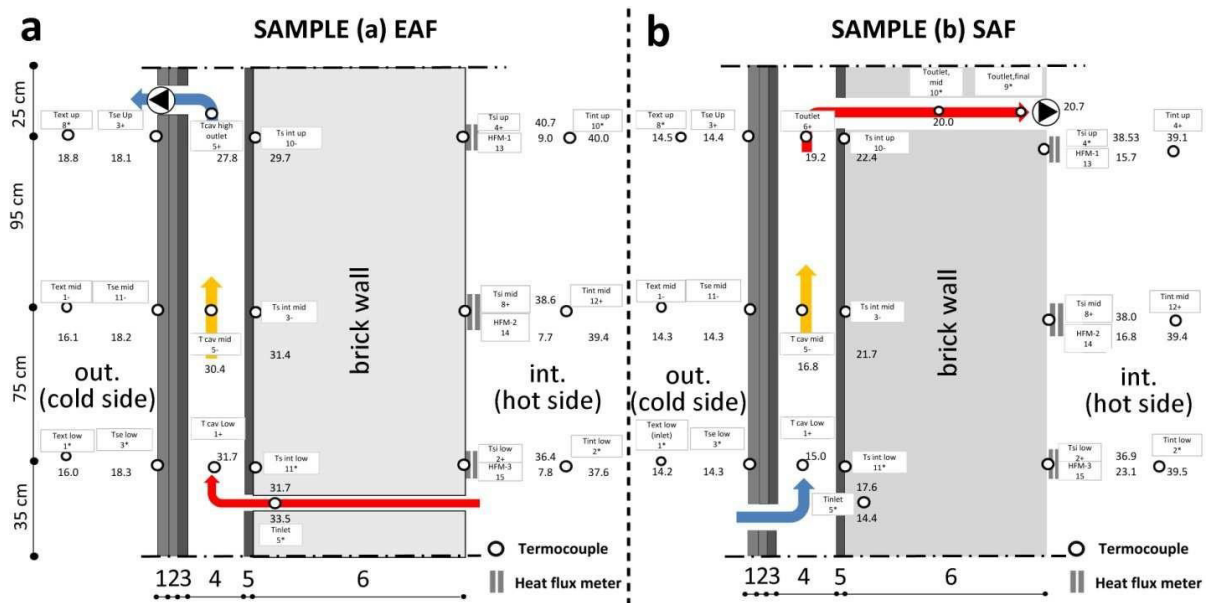 a
SAMPLE (a) EAF
25 cm
95 cm
75 cm
35 cm
Text up
8*
18.8
Tse Up
3+
18.1
Tcav high
outlet
5+
27.8
Ts int up
10-
29.7
Tsi up
4+
HFM-1
13
40.7
9.0
Tint up
10*
40.0
Text mid
1-
16.1
Tse mid
11-
18.2
T cav mid
5-
30.4
Ts int mid
3-
31.4
brick wall
Tsi mid
8+
HFM-2
14
38.6
7.7
Tint mid
12+
39.4
out.
(cold side)
int.
(hot side)
Text low
1*
16.0
Tse low
3*
18.3
T cav Low
1+
31.7
Ts int low
11*
31.7
33.5
Tinlet
5*
Tsi low
2+
HFM-3
15
36.4
7.8
Tint low
2*
37.6
Termocouple
Heat flux meter
123 4 5 6
b
SAMPLE (b) SAF
Toutlet,
mid
10*
20.0
Toutlet,final
9*
20.7
Text up
8*
14.5
Tse Up
3+
14.4
Toutlet
6+
19.2
Ts int up
10-
22.4
Tsi up
4*
HFM-1
13
38.53
15.7
Tint up
4+
39.1
Text mid
1-
14.3
Tse mid
11-
14.3
T cav mid
5-
16.8
Ts int mid
3-
21.7
brick wall
Tsi mid
8+
HFM-2
14
38.0
16.8
Tint mid
12+
39.4
out.
(cold side)
int.
(hot side)
Text low
(inlet)
1*
14.2
Tse low
3*
14.3
T cav Low
1+
15.0
Ts int low
11*
17.6
Tinlet
5*
14.4
Tsi low
2+
HFM-3
15
36.9
23.1
Tint low
2*
39.5
Termocouple
Heat flux meter
123 4 5 6